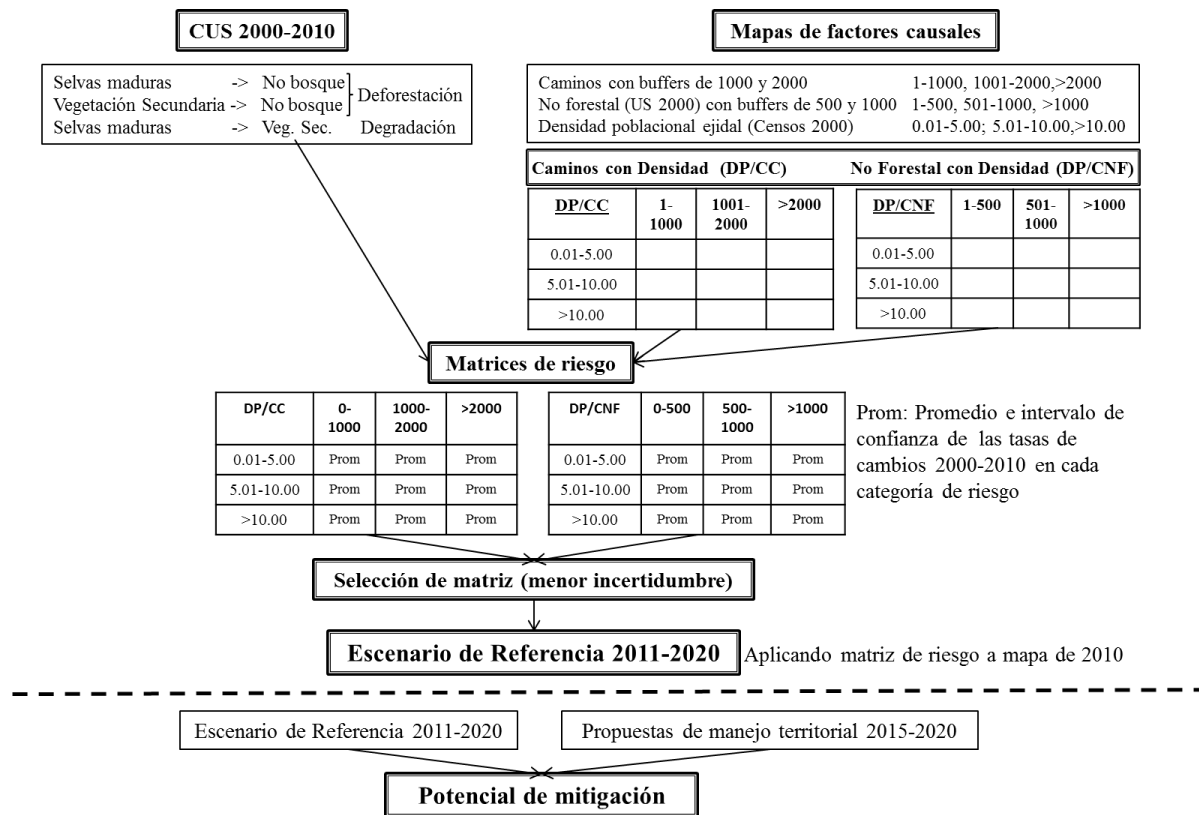 CUS 2000-2010
Mapas de factores causales
Selvas maduras -> No bosque
Vegetación Secundaria -> No bosque
Deforestación
Selvas maduras -> Veg. Sec. Degradación
Caminos con buffers de 1000 y 2000 1-1000, 1001-2000,>2000
No forestal (US 2000) con buffers de 500 y 1000 1-500, 501-1000, >1000
Densidad poblacional ejidal (Censos 2000) 0.01-5.00; 5.01-10.00,>10.00
Caminos con Densidad (DP/CC) No Forestal con Densidad (DP/CNF)
DP/CC 1-1000 1001-2000 >2000
0.01-5.00
5.01-10.00
>10.00
DP/CNF 1-500 501-1000 >1000
0.01-5.00
5.01-10.00
>10.00
Matrices de riesgo
DP/CC 0-1000 1000-2000 >2000
0.01-5.00 Prom Prom Prom
5.01-10.00 Prom Prom Prom
>10.00 Prom Prom Prom
DP/CNF 0-500 500-1000 >1000
0.01-5.00 Prom Prom Prom
5.01-10.00 Prom Prom Prom
>10.00 Prom Prom Prom
Prom: Promedio e intervalo de
confianza de las tasas de
cambios 2000-2010 en cada
categoría de riesgo
Selección de matriz (menor incertidumbre)
Escenario de Referencia 2011-2020 Aplicando matriz de riesgo a mapa de 2010
Escenario de Referencia 2011-2020
Propuestas de manejo territorial 2015-2020
Potencial de mitigación